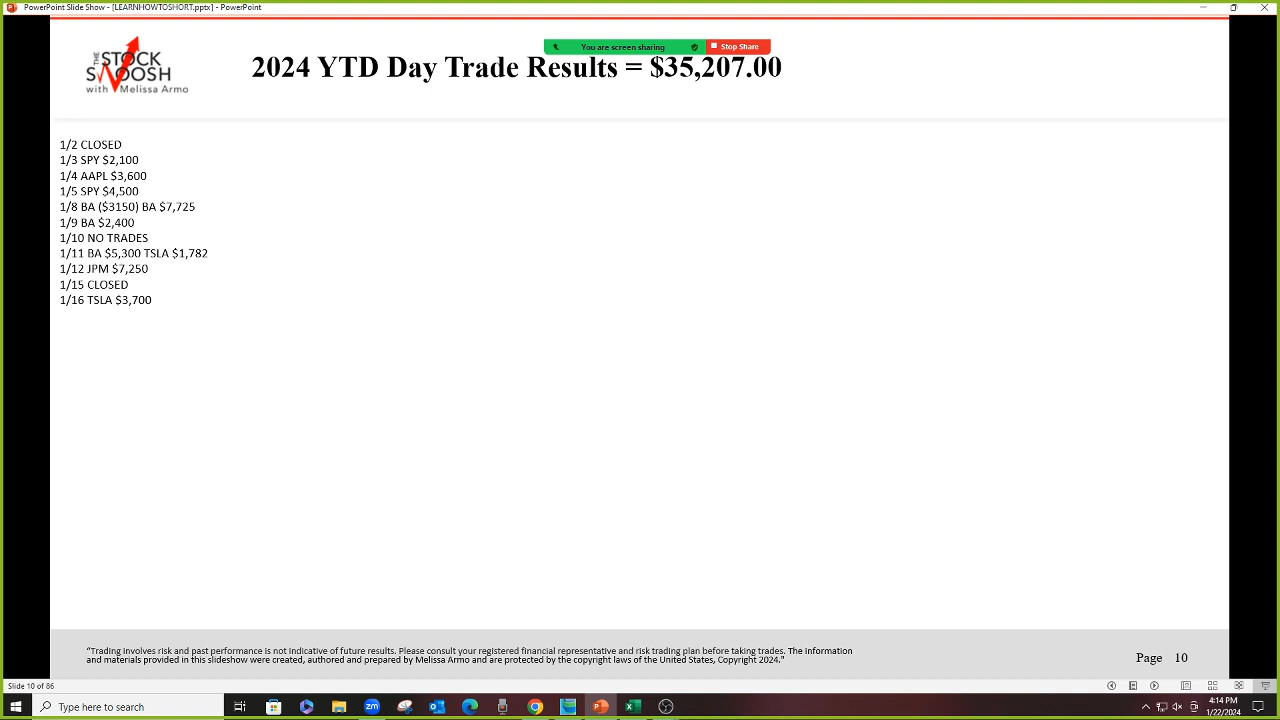 PowerPoint Slide Show - [LEARNHOWTOSHORT.pptx] - PowerPoint
You are screen sharing
Stop Share
THE
STOCK
SWOOSH
with Melissa Armo
2024 YTD Day Trade Results = $35,207.00
1/2 CLOSED
1/3 SPY $2,100
1/4 AAPL $3,600
1/5 SPY $4,500
1/8 BA ($3150) BA $7,725
1/9 BA $2,400
1/10 NO TRADES
1/11 BA $5,300 TSLA $1,782
1/12 JPM $7,250
1/15 CLOSED
1/16 TSLA $3,700
“Trading involves risk and past performance is not indicative of future results. Please consult your registered financial representative and risk trading plan before taking trades. The information
and materials provided in this slideshow were created, authored and prepared by Melissa Armo and are protected by the copyright laws of the United States, Copyright 2024.”
Page 10
Slide 10 of 86
Type here to search
4:14 PM
1/22/2024